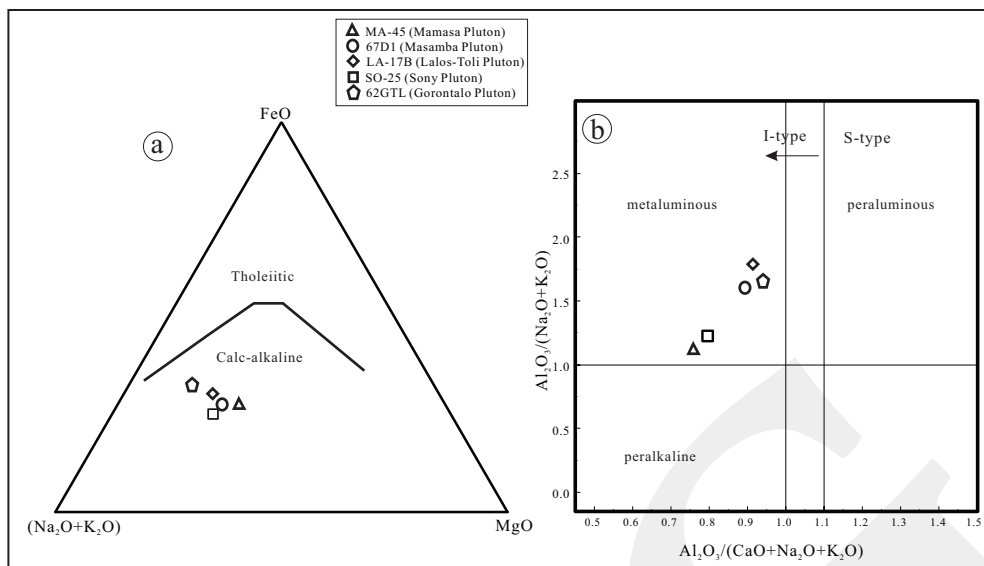 MA-45 (Mamasa Pluton)
67D1 (Masamba Pluton)
LA-17B (Lalos-Toli Pluton)
SO-25 (Sony Pluton)
62GTL (Gorontalo Pluton)
a
FeO
Tholeiitic
Calc-alkaline
(Na₂O+K₂O)
MgO
b
I-type
S-type
metaluminous
peraluminous
peralkaline
Al₂O₃/(Na₂O+K₂O)
2.5
2.0
1.5
1.0
0.5
0.0
0.5 0.6 0.7 0.8 0.9 1.0 1.1 1.2 1.3 1.4 1.5
Al₂O₃/(CaO+Na₂O+K₂O)